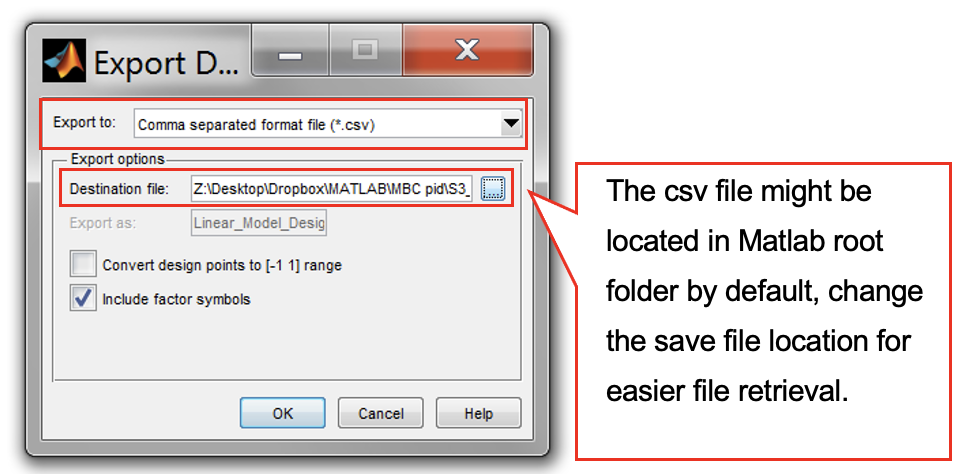 Export D...
Export to: Comma separated format file (*.csv)
Export options
Destination file: Z:\Desktop\Dropbox\MATLAB\MBC pid\S3_
Export as: Linear_Model_Desig
Convert design points to [-1 1] range
Include factor symbols
OK Cancel Help
The csv file might be
located in Matlab root
folder by default, change
the save file location for
easier file retrieval.